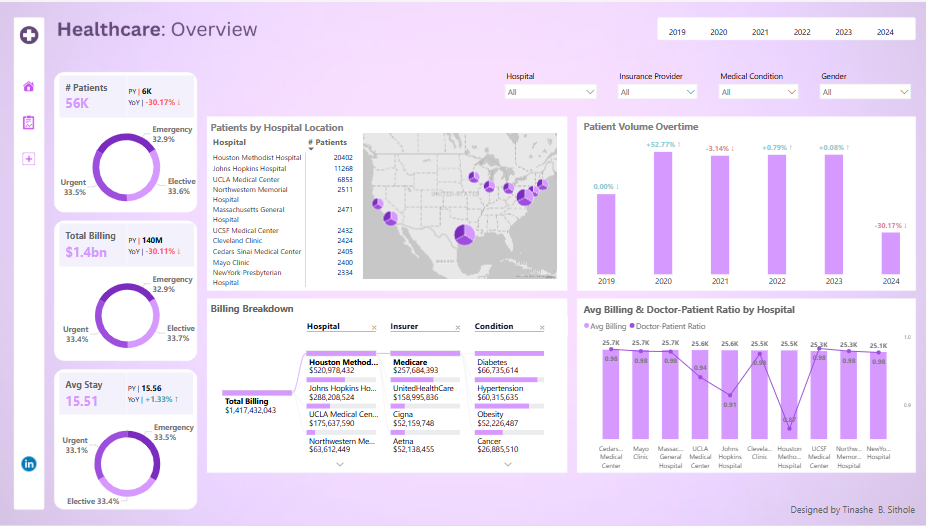 Healthcare: Overview
2019 2020 2021 2022 2023 2024
Hospital Insurance Provider Medical Condition Gender
All All All All
# Patients
56K
PY | 6K
YoY | -30.17% ↓
Emergency
32.9%
Urgent
33.5%
Elective
33.6%
Total Billing
$1.4bn
PY | 140M
YoY | -30.11% ↓
Emergency
32.9%
Urgent
33.4%
Elective
33.7%
Avg Stay
15.51
PY | 15.56
YoY | +1.33% ↑
Emergency
33.5%
Urgent
33.1%
Elective 33.4%
Patients by Hospital Location
Hospital # Patients
Houston Methodist Hospital 20402
Johns Hopkins Hospital 11268
UCLA Medical Center 6853
Northwestern Memorial 2511
Hospital
Massachusetts General 2471
Hospital
UCSF Medical Center 2432
Cleveland Clinic 2424
Cedars Sinai Medical Center 2405
Mayo Clinic 2400
NewYork Presbyterian 2334
Hospital
Patient Volume Overtime
0.00% ↓ +52.77% ↑ -3.14% ↓ +0.79% ↑ +0.08% ↑ -30.17% ↓
2019 2020 2021 2022 2023 2024
Billing Breakdown
Hospital × Insurer × Condition ×
Total Billing
$1,417,432,043
Houston Method...
$520,978,432
Johns Hopkins Ho...
$288,208,524
UCLA Medical Cen...
$175,637,590
Northwestern Me...
$63,612,449
Medicare
$257,684,393
UnitedHealthCare
$158,995,836
Cigna
$52,159,748
Aetna
$52,138,455
Diabetes
$66,735,614
Hypertension
$60,315,635
Obesity
$52,226,487
Cancer
$26,885,510
Avg Billing & Doctor-Patient Ratio by Hospital
Avg Billing Doctor-Patient Ratio
25.7K 25.7K 25.7K 25.6K 25.6K 25.5K 25.5K 25.3K 25.3K 25.1K
0.98 0.98 0.98 0.94 0.91 0.98 0.87 0.98 0.98 0.98
1.0
0.9
Cedars... Medical Center
Mayo Clinic
Massac... General Hospital
UCLA Medical Center
Johns Hopkins Hospital
Clevela... Clinic
Houston Metho... Hospital
UCSF Medical Center
Northw... Memor... Hospital
NewYo... Hospital
in
Designed by Tinashe B. Sithole